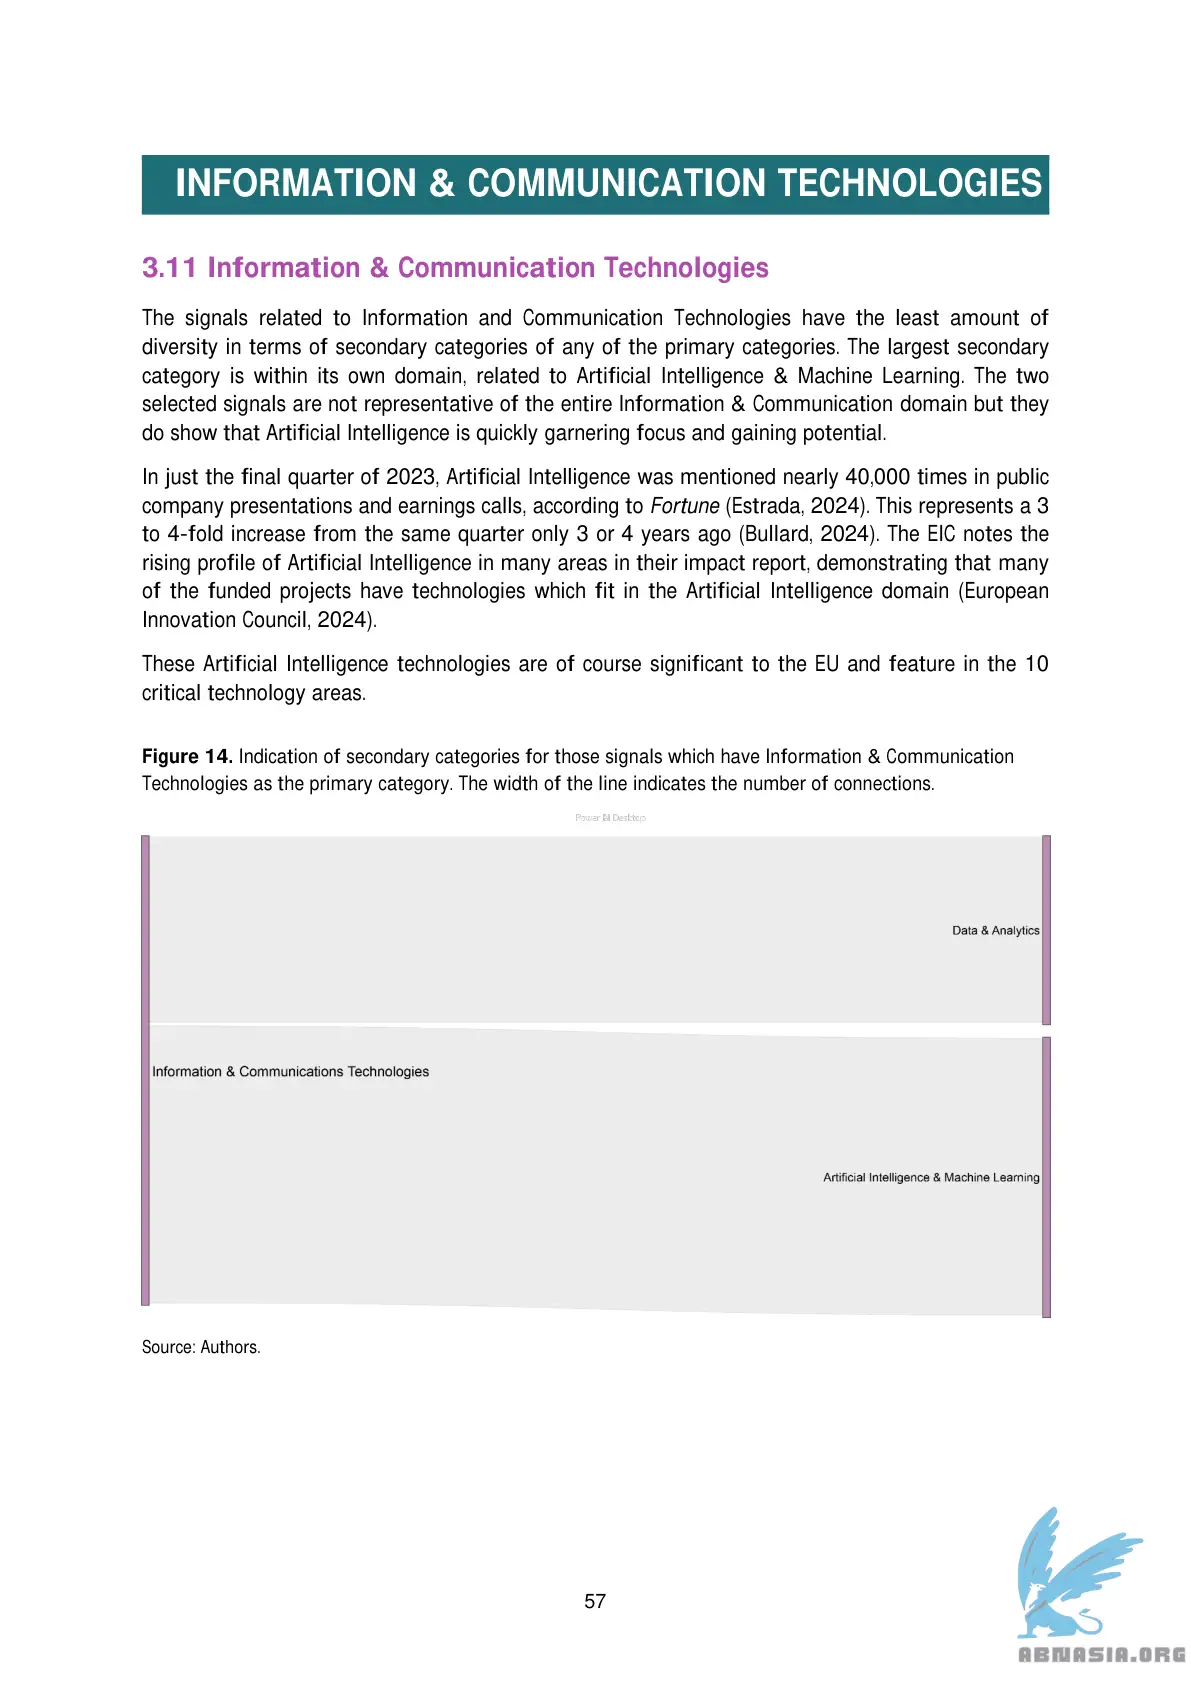 INFORMATION & COMMUNICATION TECHNOLOGIES
3.11 Information & Communication Technologies
The signals related to Information and Communication Technologies have the least amount of
diversity in terms of secondary categories of any of the primary categories. The largest secondary
category is within its own domain, related to Artificial Intelligence & Machine Learning. The two
selected signals are not representative of the entire Information & Communication domain but they
do show that Artificial Intelligence is quickly garnering focus and gaining potential.
In just the final quarter of 2023, Artificial Intelligence was mentioned nearly 40,000 times in public
company presentations and earnings calls, according to Fortune (Estrada, 2024). This represents a 3
to 4-fold increase from the same quarter only 3 or 4 years ago (Bullard, 2024). The EIC notes the
rising profile of Artificial Intelligence in many areas in their impact report, demonstrating that many
of the funded projects have technologies which fit in the Artificial Intelligence domain (European
Innovation Council, 2024).
These Artificial Intelligence technologies are of course significant to the EU and feature in the 10
critical technology areas.
Figure 14. Indication of secondary categories for those signals which have Information & Communication
Technologies as the primary category. The width of the line indicates the number of connections.
Power BI Desktop
Data & Analytics
Information & Communications Technologies
Artificial Intelligence & Machine Learning
Source: Authors.
57
ABNASIA.ORG